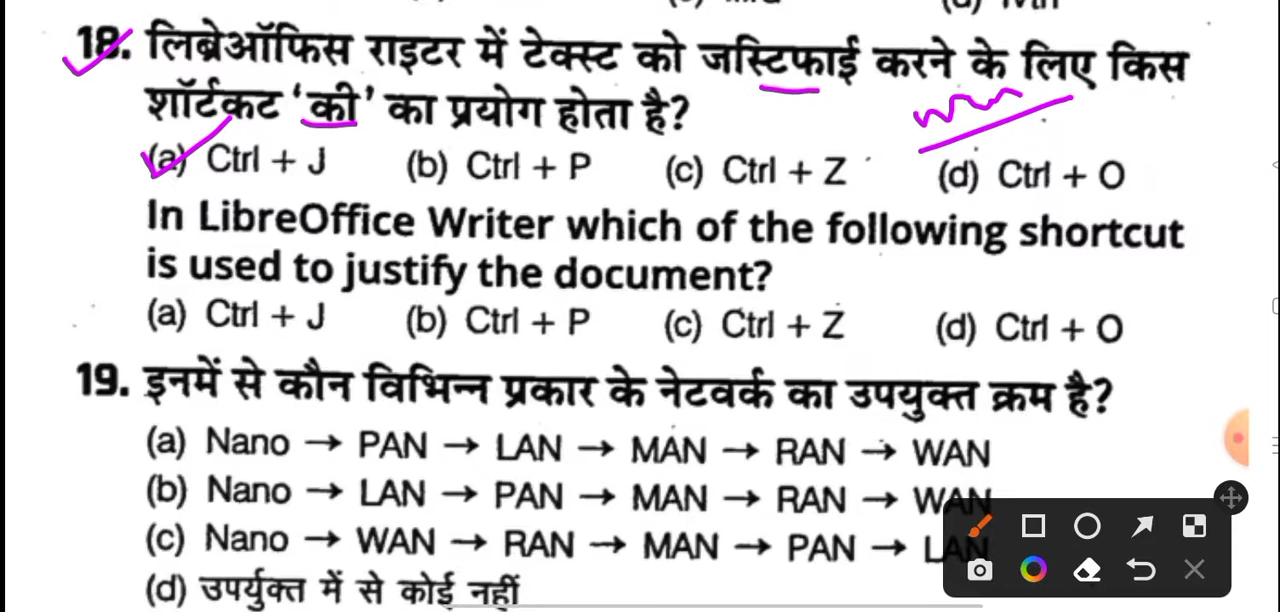 18. लिब्रेऑफिस राइटर में टेक्स्ट को जस्टिफाई करने के लिए किस
शॉर्टकट 'की' का प्रयोग होता है?
(a) Ctrl + J (b) Ctrl + P (c) Ctrl + Z (d) Ctrl + O
In LibreOffice Writer which of the following shortcut
is used to justify the document?
(a) Ctrl + J (b) Ctrl + P (c) Ctrl + Z (d) Ctrl + O
19. इनमें से कौन विभिन्न प्रकार के नेटवर्क का उपयुक्त क्रम है?
(a) Nano → PAN → LAN → MAN → RAN → WAN
(b) Nano → LAN → PAN → MAN → RAN → WAN
(c) Nano → WAN → RAN → MAN → PAN → LAN
(d) उपर्युक्त में से कोई नहीं